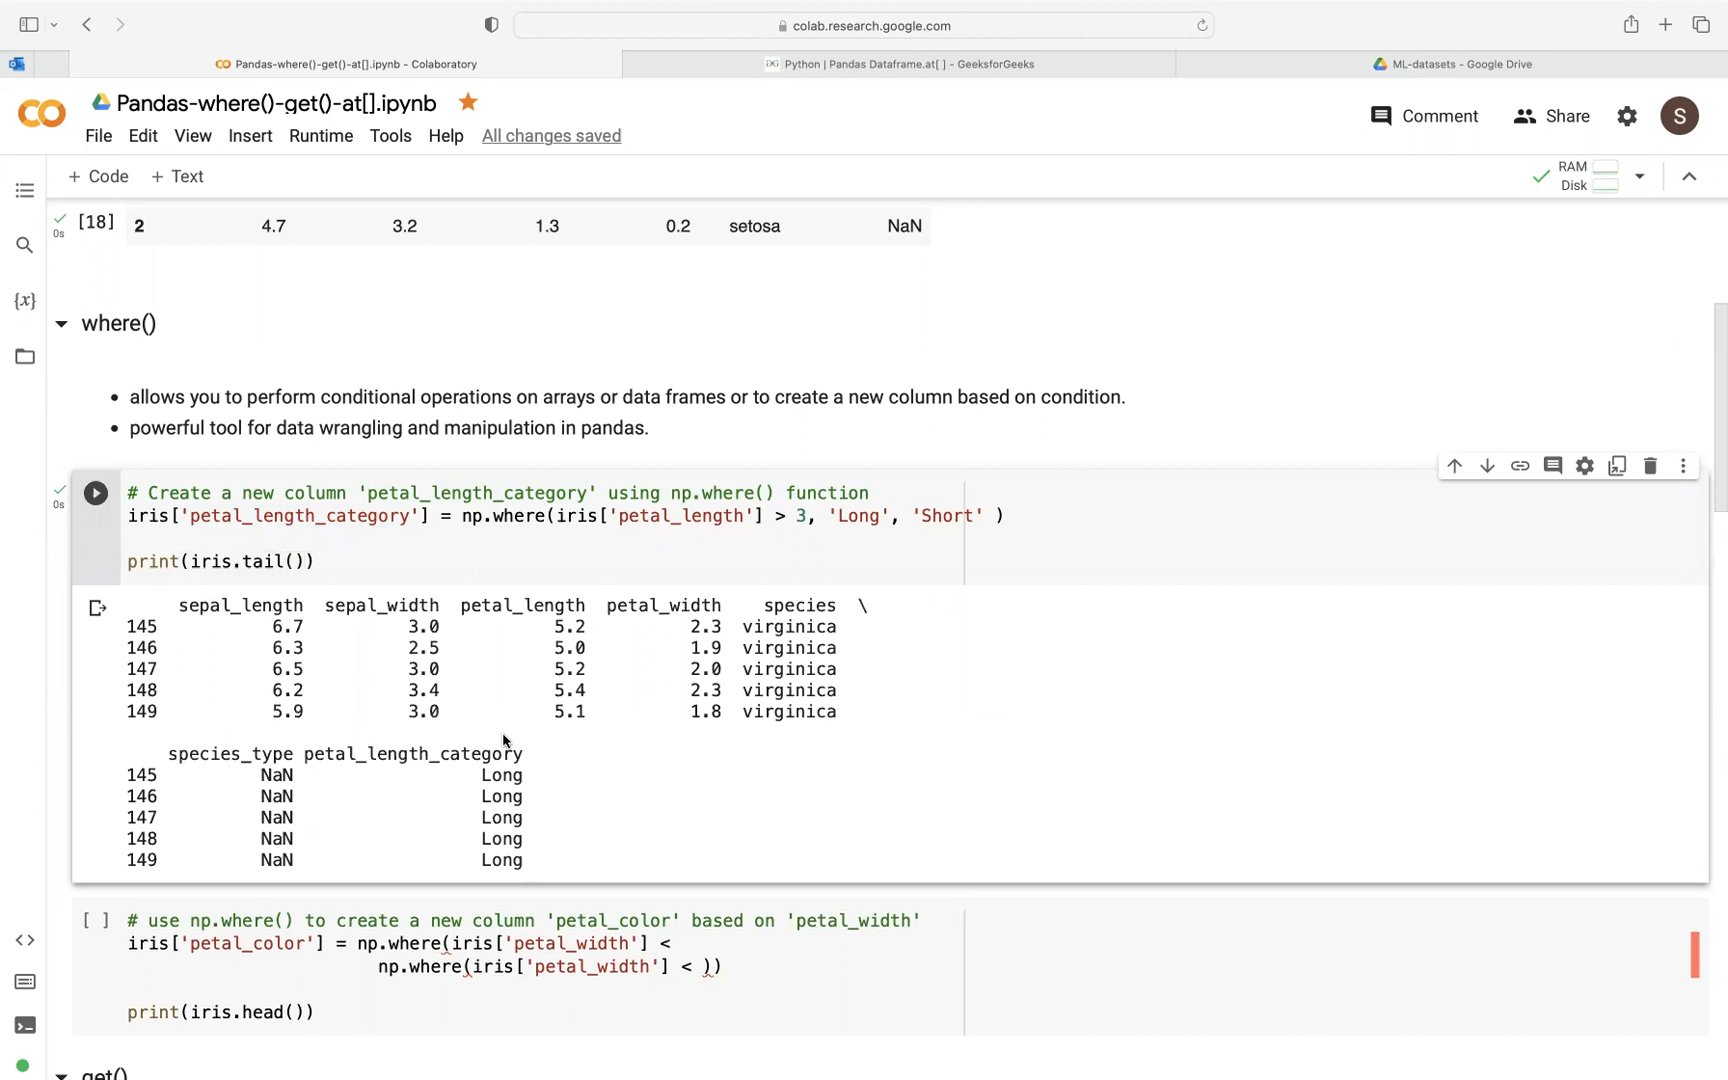 colab.research.google.com
Pandas-where()-get()-at[].ipynb - Colaboratory
Python | Pandas Dataframe.at[ ] - GeeksforGeeks
ML-datasets - Google Drive
Pandas-where()-get()-at[].ipynb
Comment
Share
S
File Edit View Insert Runtime Tools Help All changes saved
+ Code + Text
RAM
Disk
0s
[18] 2 4.7 3.2 1.3 0.2 setosa NaN
{x}
where()
• allows you to perform conditional operations on arrays or data frames or to create a new column based on condition.
• powerful tool for data wrangling and manipulation in pandas.
0s
# Create a new column 'petal_length_category' using np.where() function
iris['petal_length_category'] = np.where(iris['petal_length'] > 3, 'Long', 'Short' )
print(iris.tail())
sepal_length sepal_width petal_length petal_width species \
145 6.7 3.0 5.2 2.3 virginica
146 6.3 2.5 5.0 1.9 virginica
147 6.5 3.0 5.2 2.0 virginica
148 6.2 3.4 5.4 2.3 virginica
149 5.9 3.0 5.1 1.8 virginica
species_type petal_length_category
145 NaN Long
146 NaN Long
147 NaN Long
148 NaN Long
149 NaN Long
[ ] # use np.where() to create a new column 'petal_color' based on 'petal_width'
iris['petal_color'] = np.where(iris['petal_width'] <
np.where(iris['petal_width'] < ))
print(iris.head())
get()